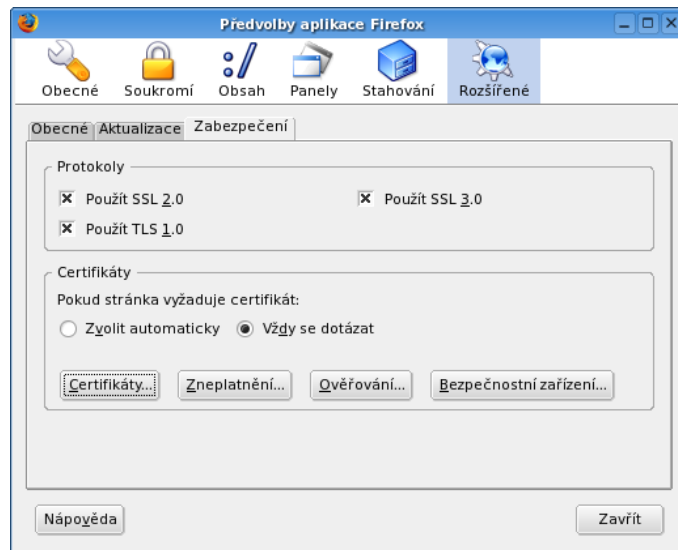 Předvolby aplikace Firefox
Obecné Soukromí Obsah Panely Stahování Rozšířené
Obecné Aktualizace Zabezpečení
Protokoly
Použít SSL 2.0 Použít SSL 3.0
Použít TLS 1.0
Certifikáty
Pokud stránka vyžaduje certifikát:
Zvolit automaticky Vždy se dotázat
Certifikáty... Zneplatnění... Ověřování... Bezpečnostní zařízení...
Nápověda Zavřít